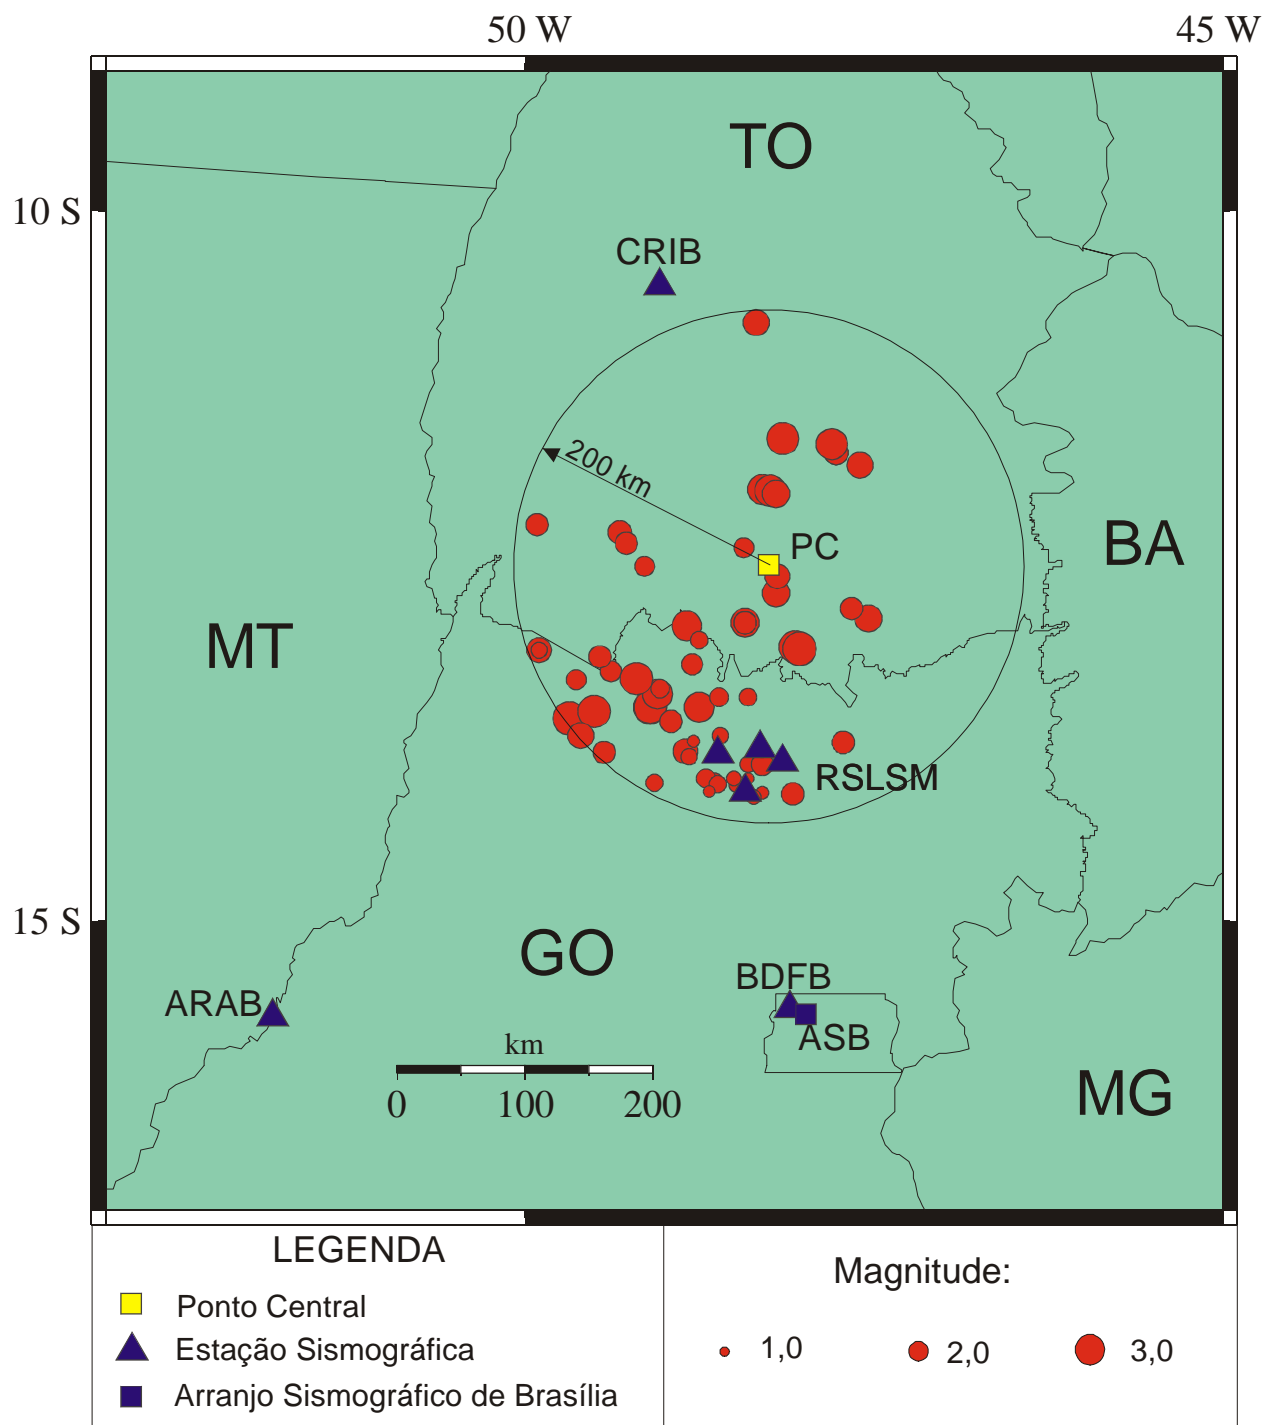 50 W
45 W
TO
10 S
CRIB
200 km
PC
BA
MT
RSLSM
15 S
GO
BDFB
ARAB
ASB
km
0
100
200
MG
LEGENDA
Ponto Central
Estação Sismográfica
Arranjo Sismográfico de Brasília
Magnitude:
1,0
2,0
3,0